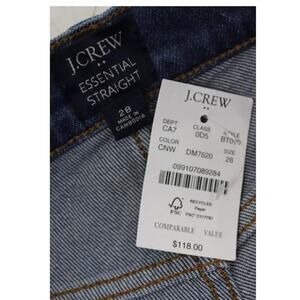 J.CREW
ESSENTIAL
STRAIGHT
28
MADE IN
CAMBODIA
J.CREW
DEPT CLASS STYLE
CA7 0D5
COLOR SIZE
CNW DM7620 28
099107089284
FSC
RECYCLED
Paper
COMPARABLE VALUE
$118.00